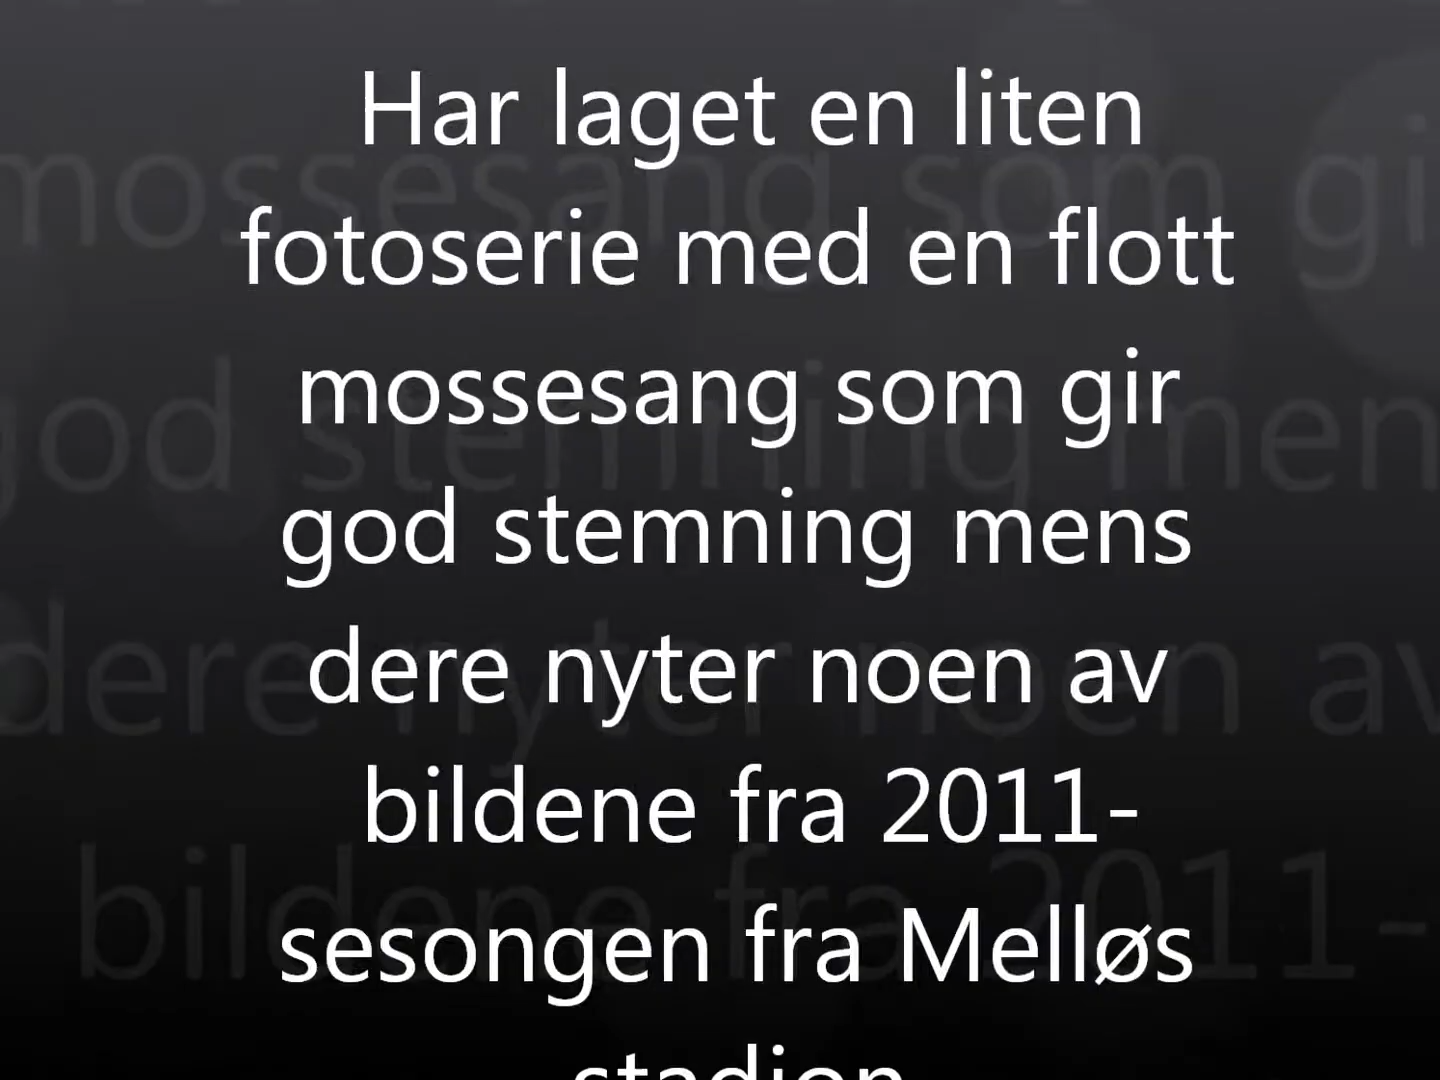 Har laget en liten
fotoserie med en flott
mossesang som gir
god stemning mens
dere nyter noen av
bildene fra 2011-
sesongen fra Melløs
stadion